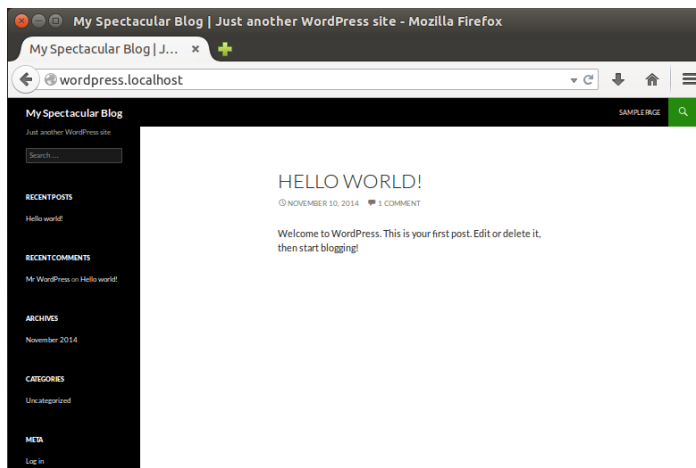 My Spectacular Blog | Just another WordPress site - Mozilla Firefox
My Spectacular Blog | J...
wordpress.localhost
My Spectacular Blog
SAMPLE PAGE
Just another WordPress site
Search ...
HELLO WORLD!
NOVEMBER 10, 2014 1 COMMENT
RECENT POSTS
Hello world!
Welcome to WordPress. This is your first post. Edit or delete it,
then start blogging!
RECENT COMMENTS
Mr WordPress on Hello world!
ARCHIVES
November 2014
CATEGORIES
Uncategorized
META
Log in